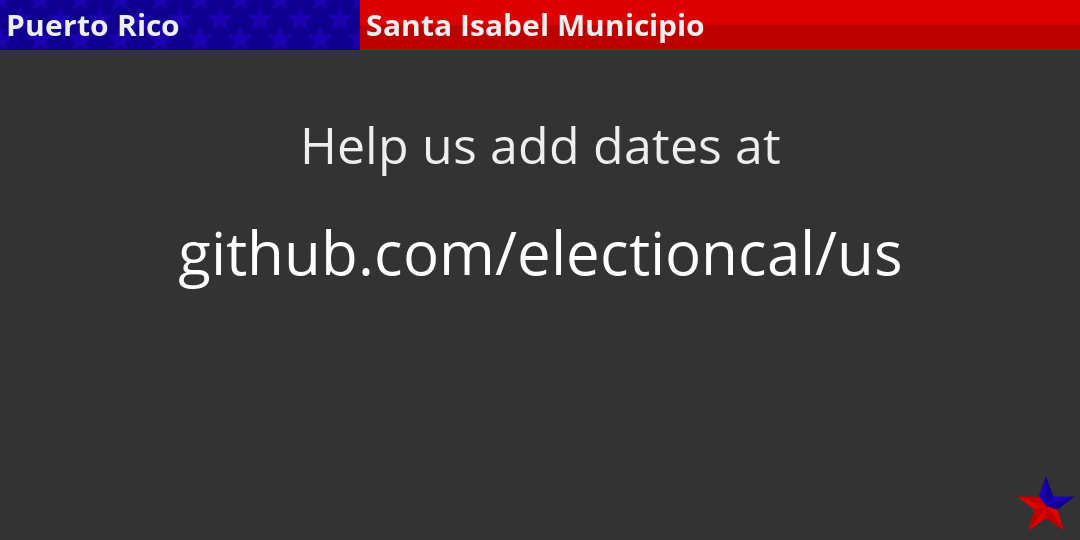 Puerto Rico
Santa Isabel Municipio
Help us add dates at
github.com/electioncal/us